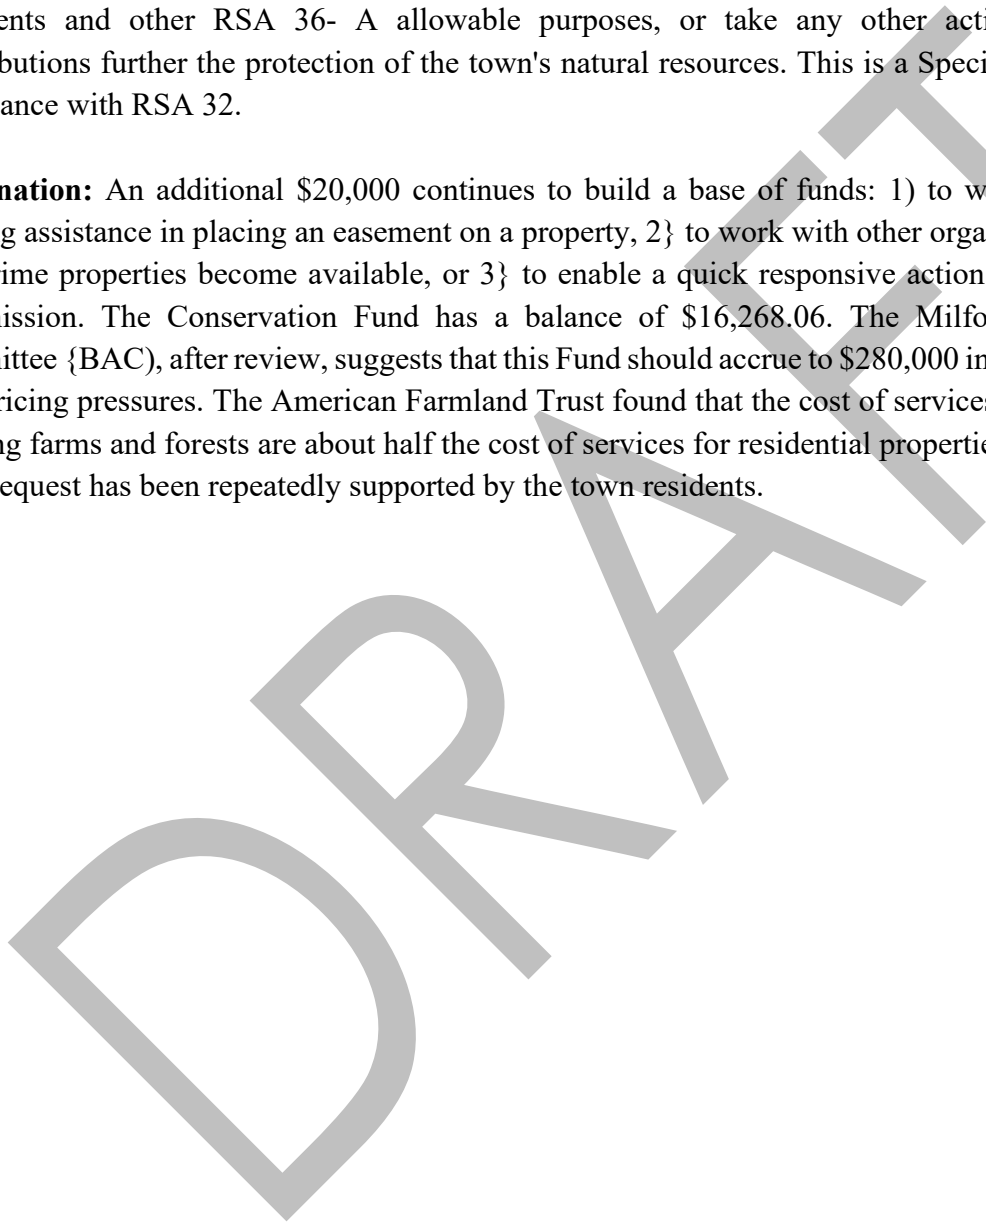 ents and other RSA 36- A allowable purposes, or take any other acti
butions further the protection of the town's natural resources. This is a Speci
ance with RSA 32.
nation: An additional $20,000 continues to build a base of funds: 1) to w
g assistance in placing an easement on a property, 2} to work with other orga
rime properties become available, or 3} to enable a quick responsive action
ission. The Conservation Fund has a balance of $16,268.06. The Milfo
ittee {BAC), after review, suggests that this Fund should accrue to $280,000 in
ricing pressures. The American Farmland Trust found that the cost of services
ng farms and forests are about half the cost of services for residential propertie
equest has been repeatedly supported by the town residents.
DRAFT